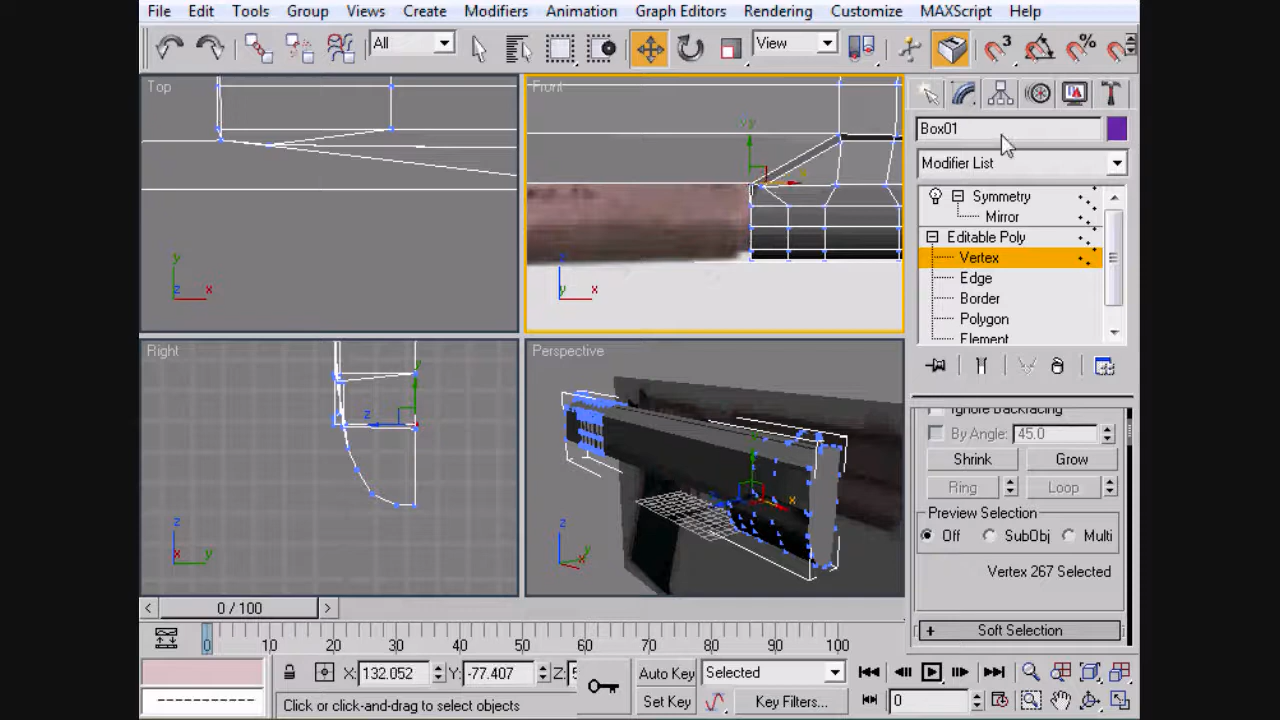 File Edit Tools Group Views Create Modifiers Animation Graph Editors Rendering Customize MAXScript Help
All View 3 %
Top Front
Box01
Modifier List
Symmetry
Mirror
Editable Poly
Vertex
Edge
Border
Polygon
Element
y
z x
y
z
y x
Right Perspective
Ignore Backfacing
By Angle: 45.0
Shrink Grow
Ring Loop
Preview Selection
Off SubObj Multi
Vertex 267 Selected
+ Soft Selection
z
x y
z
y
x
< 0 / 100 >
0 10 20 30 40 50 60 70 80 90 100
X: 132.052 Y: -77.407 Z: Auto Key Selected
Click or click-and-drag to select objects Set Key Key Filters... 0